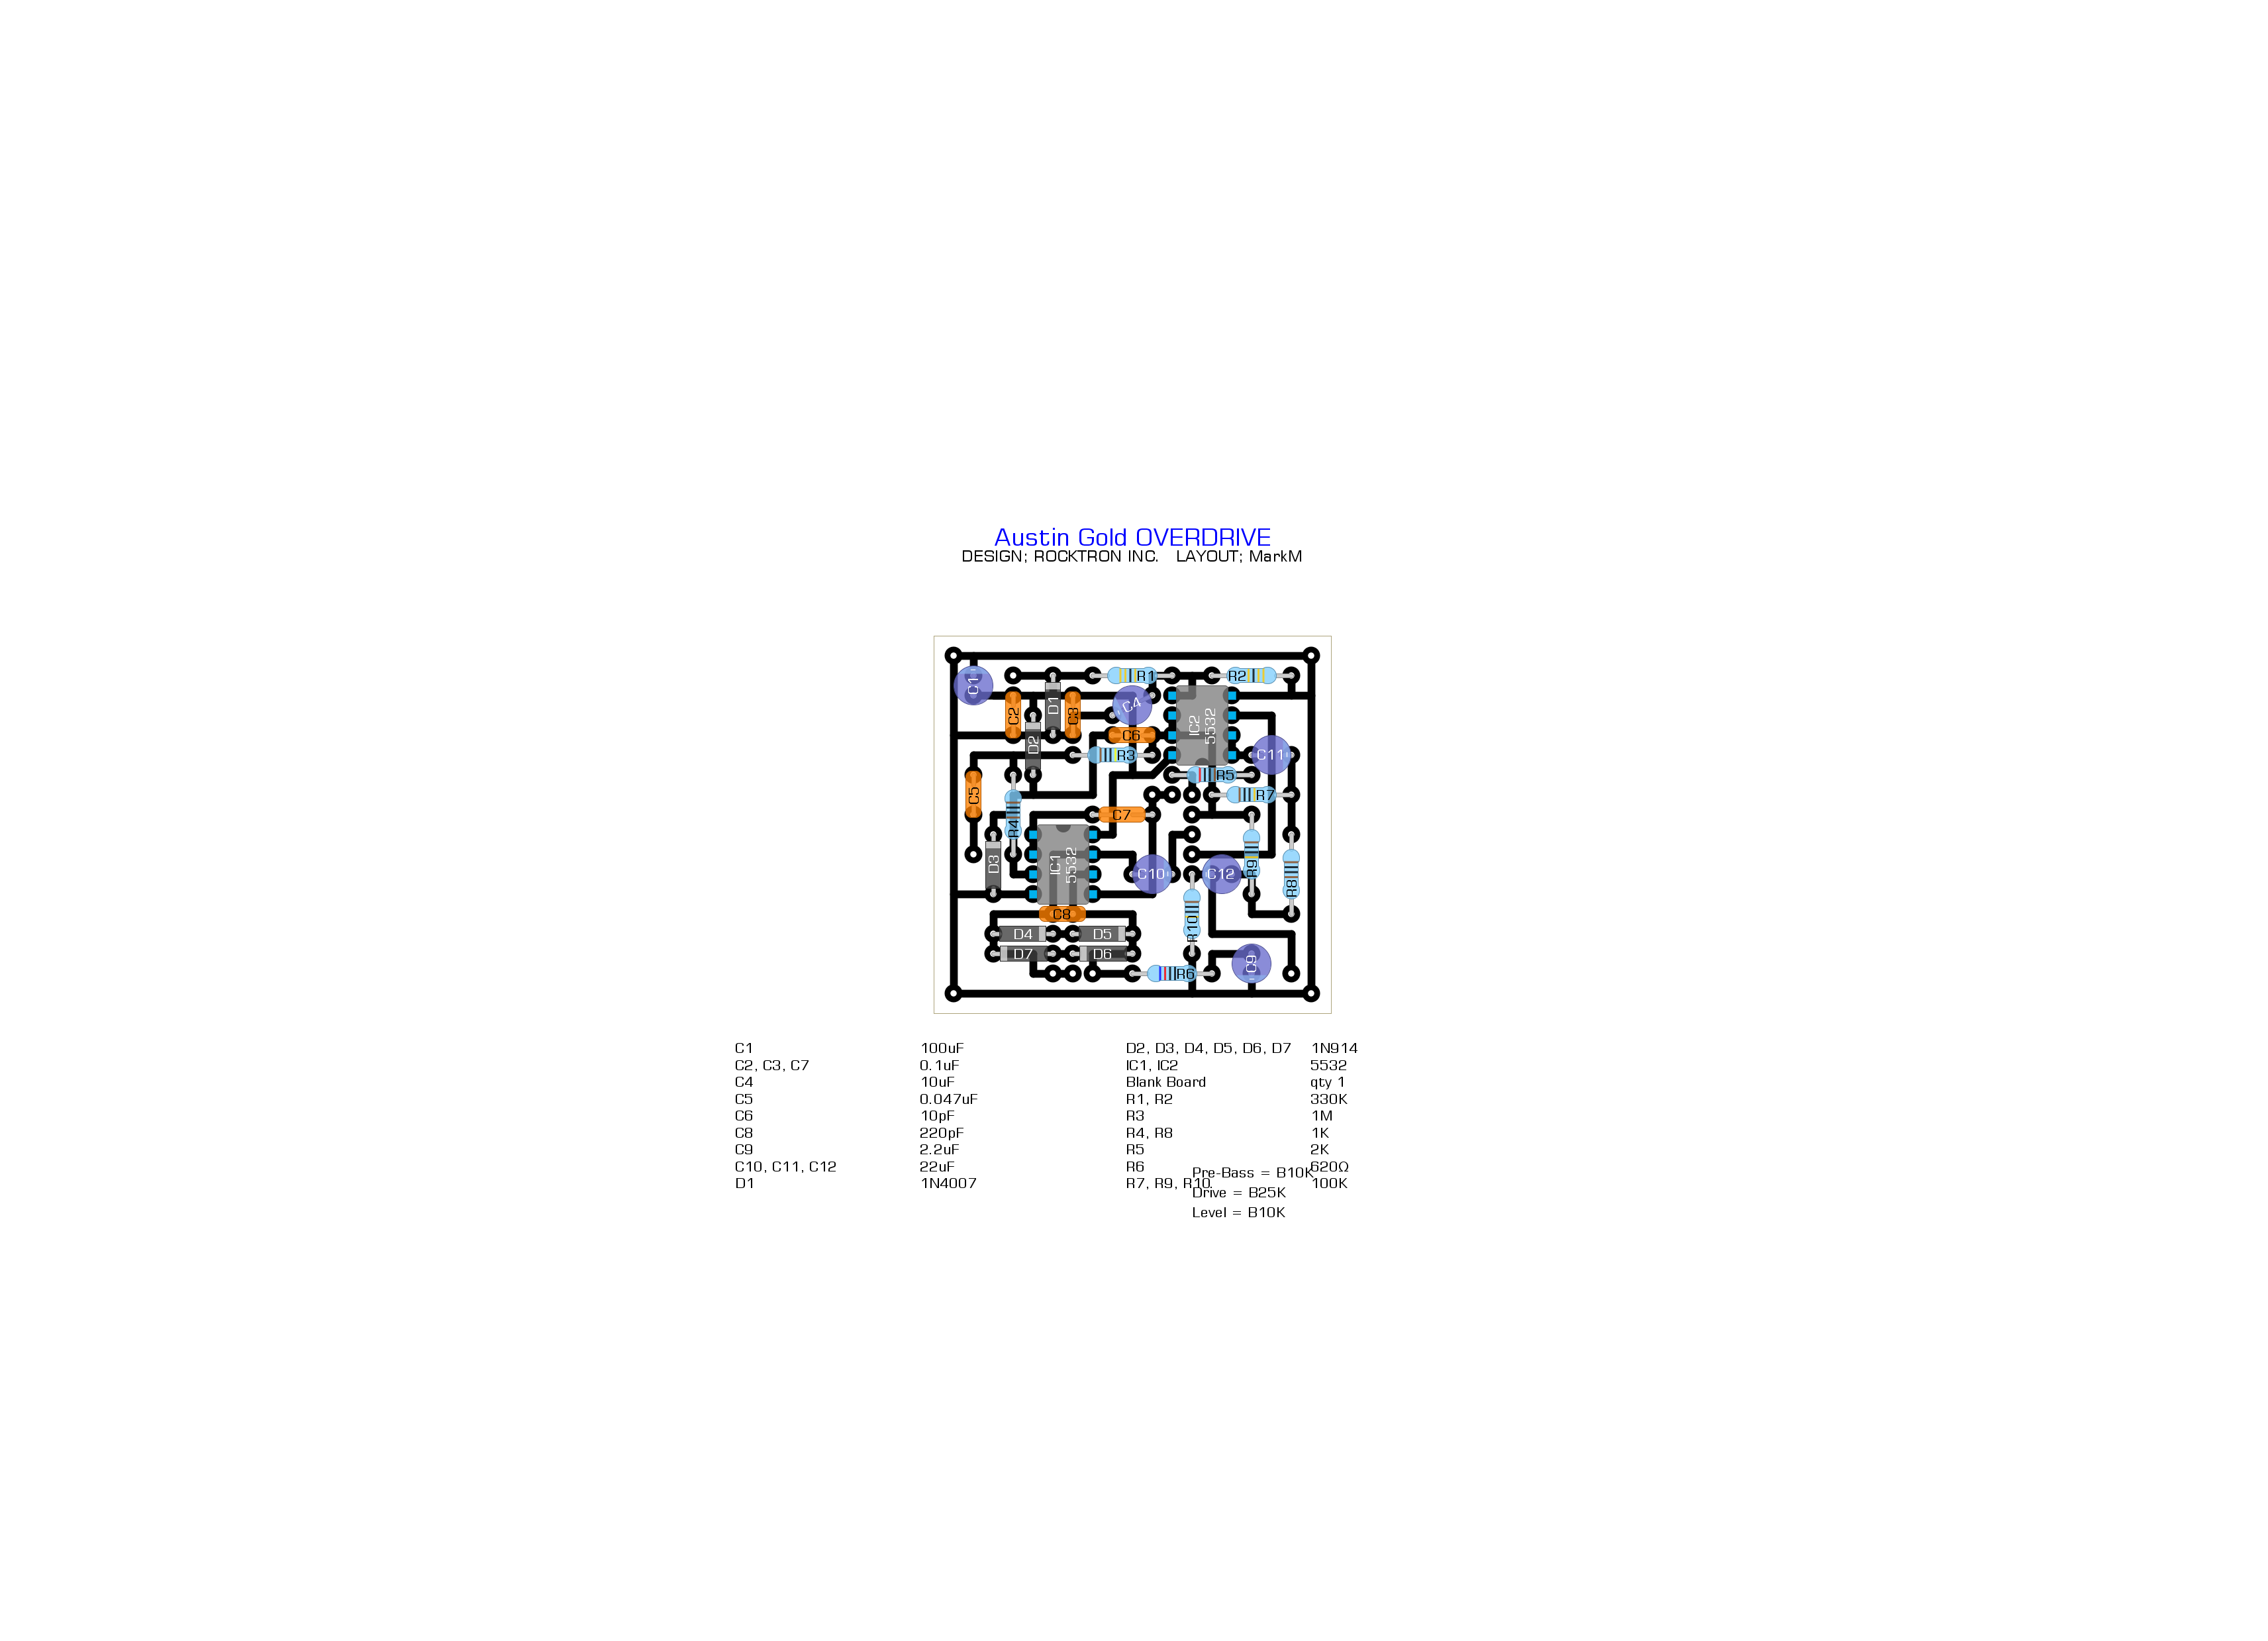 Austin Gold OVERDRIVE
DESIGN; ROCKTRON INC. LAYOUT; MarkM
C1
R1
R2
D1
C2
C3
C4
D2
IC2
5532
C6
R3
C11
R5
C5
R7
R4
C7
D3
IC1
5532
C10
C12
R9
R8
C8
R10
D4
D5
D7
D6
C9
R6
C1 100uF D2, D3, D4, D5, D6, D7 1N914
C2, C3, C7 0.1uF IC1, IC2 5532
C4 10uF Blank Board qty 1
C5 0.047uF R1, R2 330K
C6 10pF R3 1M
C8 220pF R4, R8 1K
C9 2.2uF R5 2K
C10, C11, C12 22uF R6 620Ω
Pre-Bass = B10K
D1 1N4007 R7, R9, R10 100K
Drive = B25K
Level = B10K